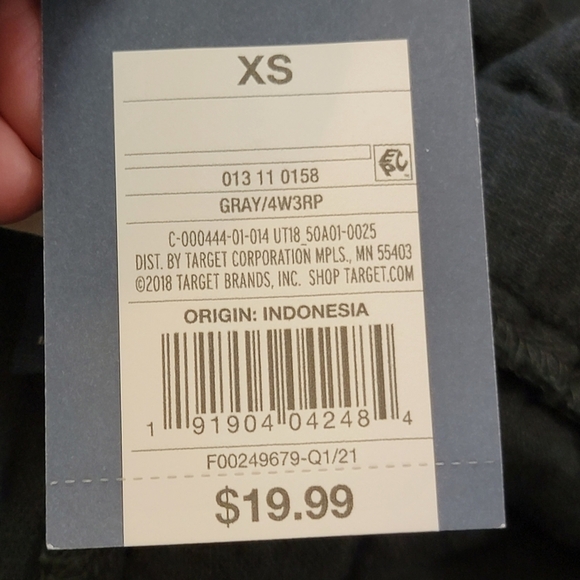 XS
013 11 0158
GRAY/4W3RP
C-000444-01-014 UT18_50A01-0025
DIST. BY TARGET CORPORATION MPLS., MN 55403
©2018 TARGET BRANDS, INC. SHOP TARGET.COM
ORIGIN: INDONESIA
1 91904 04248 4
F00249679-Q1/21
$19.99